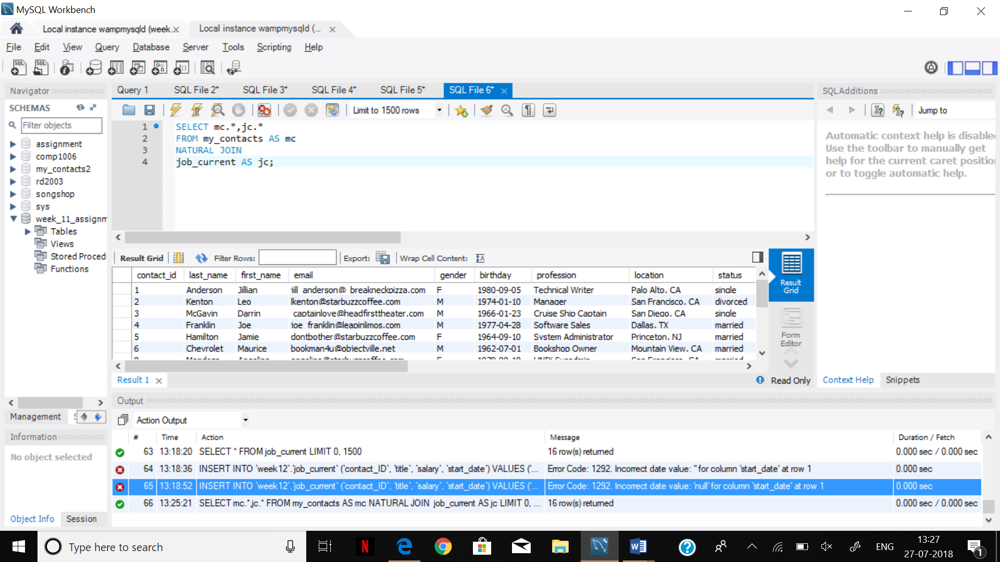 MySQL Workbench
Local instance wampmysqld (week.
Local instance wampmysqld (...
File Edit View Query Database Server Tools Scripting Help
Navigator
SCHEMAS
Filter objects
assignment
comp1006
my_contacts2
rd2003
songshop
sys
week_11_assignm
Tables
Views
Stored Proced
Functions
Management
Information
No object selected
Object Info Session
Query 1 SQL File 2* SQL File 3* SQL File 4* SQL File 5* SQL File 6*
Limit to 1500 rows
1 SELECT mc.*,jc.*
2 FROM my_contacts AS mc
3 NATURAL JOIN
4 job_current AS jc;
Result Grid Filter Rows: Export: Wrap Cell Content:
contact_id last_name first_name email gender birthday profession location status
1 Anderson Jillian jill_anderson@ breakneckpizza.com F 1980-09-05 Technical Writer Palo Alto, CA single
2 Kenton Leo lkenton@starbuzzcoffee.com M 1974-01-10 Manager San Francisco, CA divorced
3 McGavin Darrin captainlove@headfirsttheater.com M 1966-01-23 Cruise Ship Captain San Diego, CA single
4 Franklin Joe joe_franklin@leapinlimos.com M 1977-04-28 Software Sales Dallas, TX married
5 Hamilton Jamie dontbother@starbuzzcoffee.com F 1964-09-10 System Administrator Princeton, NJ married
6 Chevrolet Maurice bookman4u@objectville.net M 1962-07-01 Bookshop Owner Mountain View, CA married
Result Grid
Form Editor
Result 1
Read Only
SQLAdditions
Jump to
Automatic context help is disable
Use the toolbar to manually get
help for the current caret positio
or to toggle automatic help.
Context Help Snippets
Output
Action Output
# Time Action Message Duration / Fetch
63 13:18:20 SELECT * FROM job_current LIMIT 0, 1500 16 row(s) returned 0.000 sec / 0.000 sec
64 13:18:36 INSERT INTO `week12`.`job_current` (`contact_ID`, `title`, `salary`, `start_date`) VALUES ('... Error Code: 1292. Incorrect date value: '' for column 'start_date' at row 1 0.000 sec
65 13:18:52 INSERT INTO `week12`.`job_current` (`contact_ID`, `title`, `salary`, `start_date`) VALUES ('... Error Code: 1292. Incorrect date value: 'null' for column 'start_date' at row 1 0.000 sec
66 13:25:21 SELECT mc.*,jc.* FROM my_contacts AS mc NATURAL JOIN job_current AS jc LIMIT 0, ... 16 row(s) returned 0.000 sec / 0.000 sec
Type here to search
ENG
13:27
27-07-2018
1